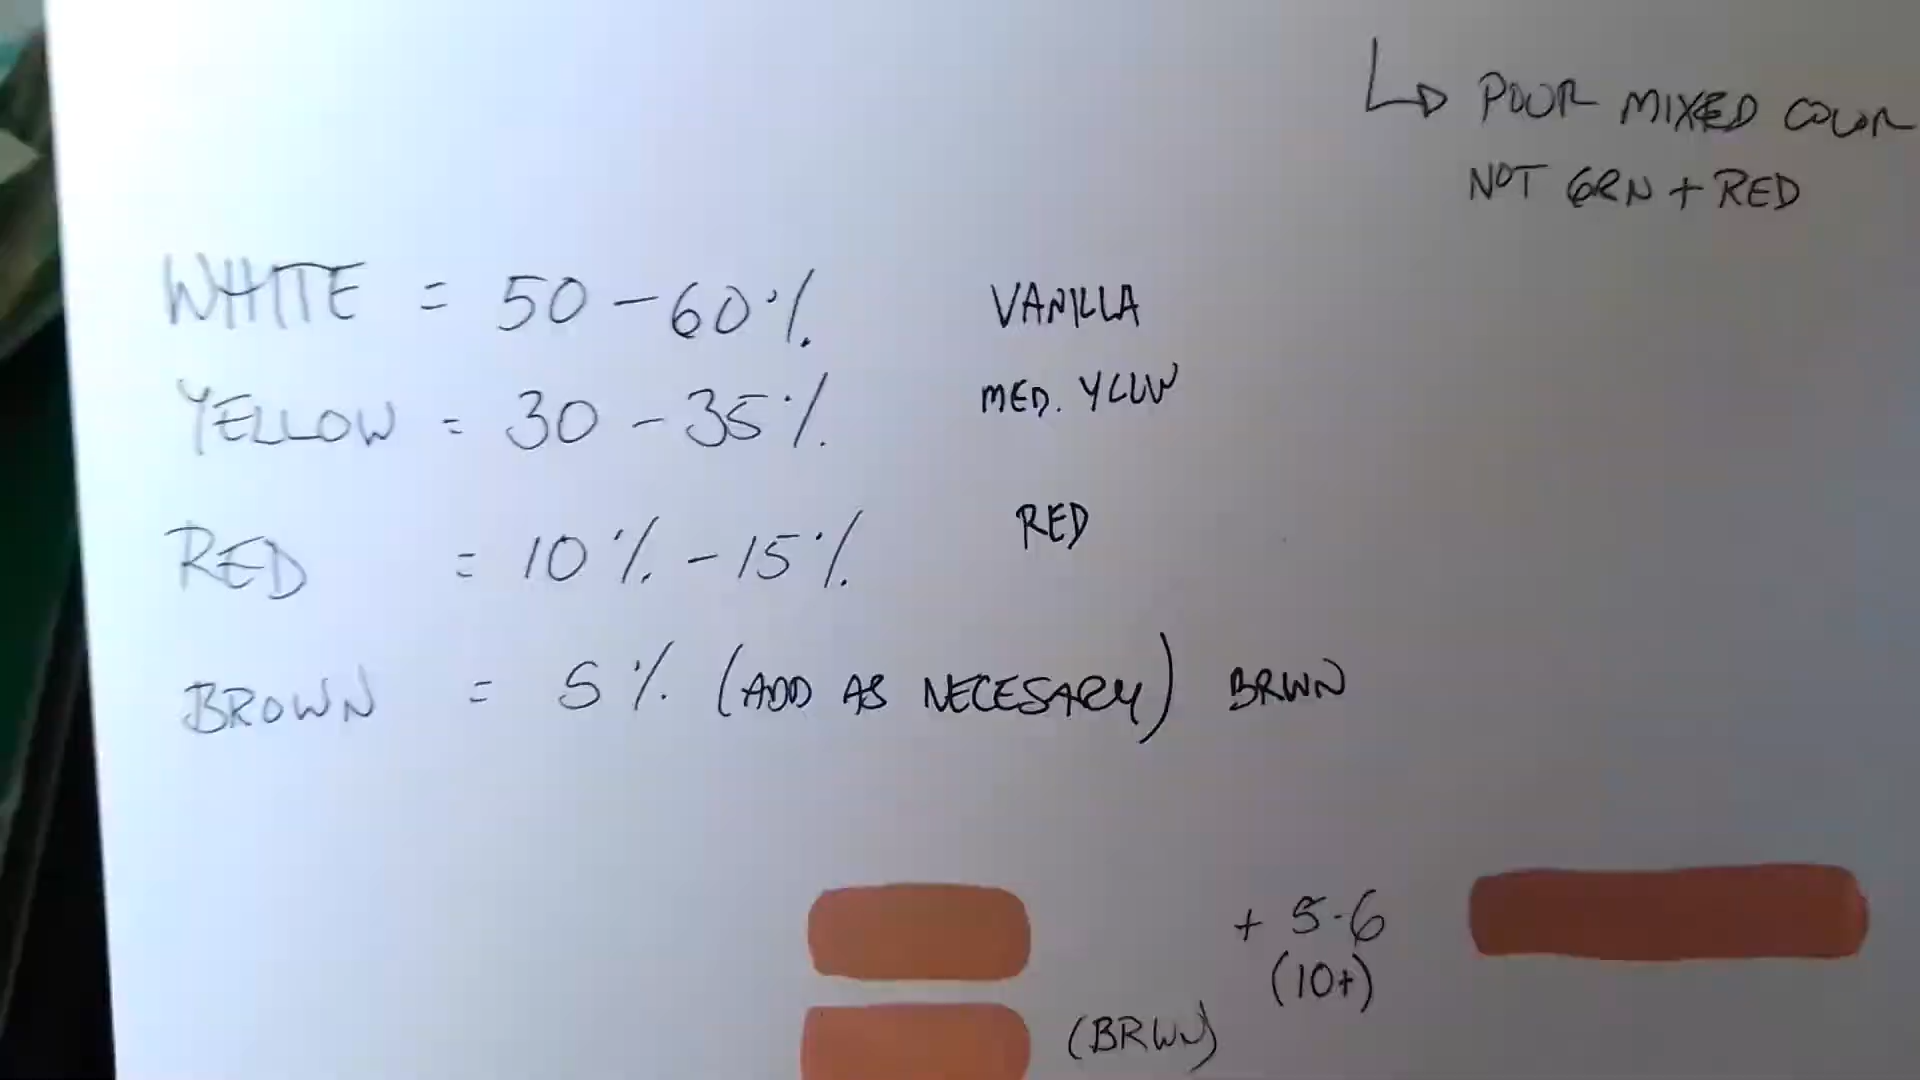 POUR MIXED COLOR
NOT GRN + RED
WHITE = 50 - 60% VANILLA
YELLOW = 30 - 35% MED. YLLW
RED = 10% - 15% RED
BROWN = 5% (ADD AS NECESARY) BRWN
+ 5-6
(10+)
(BRWN)